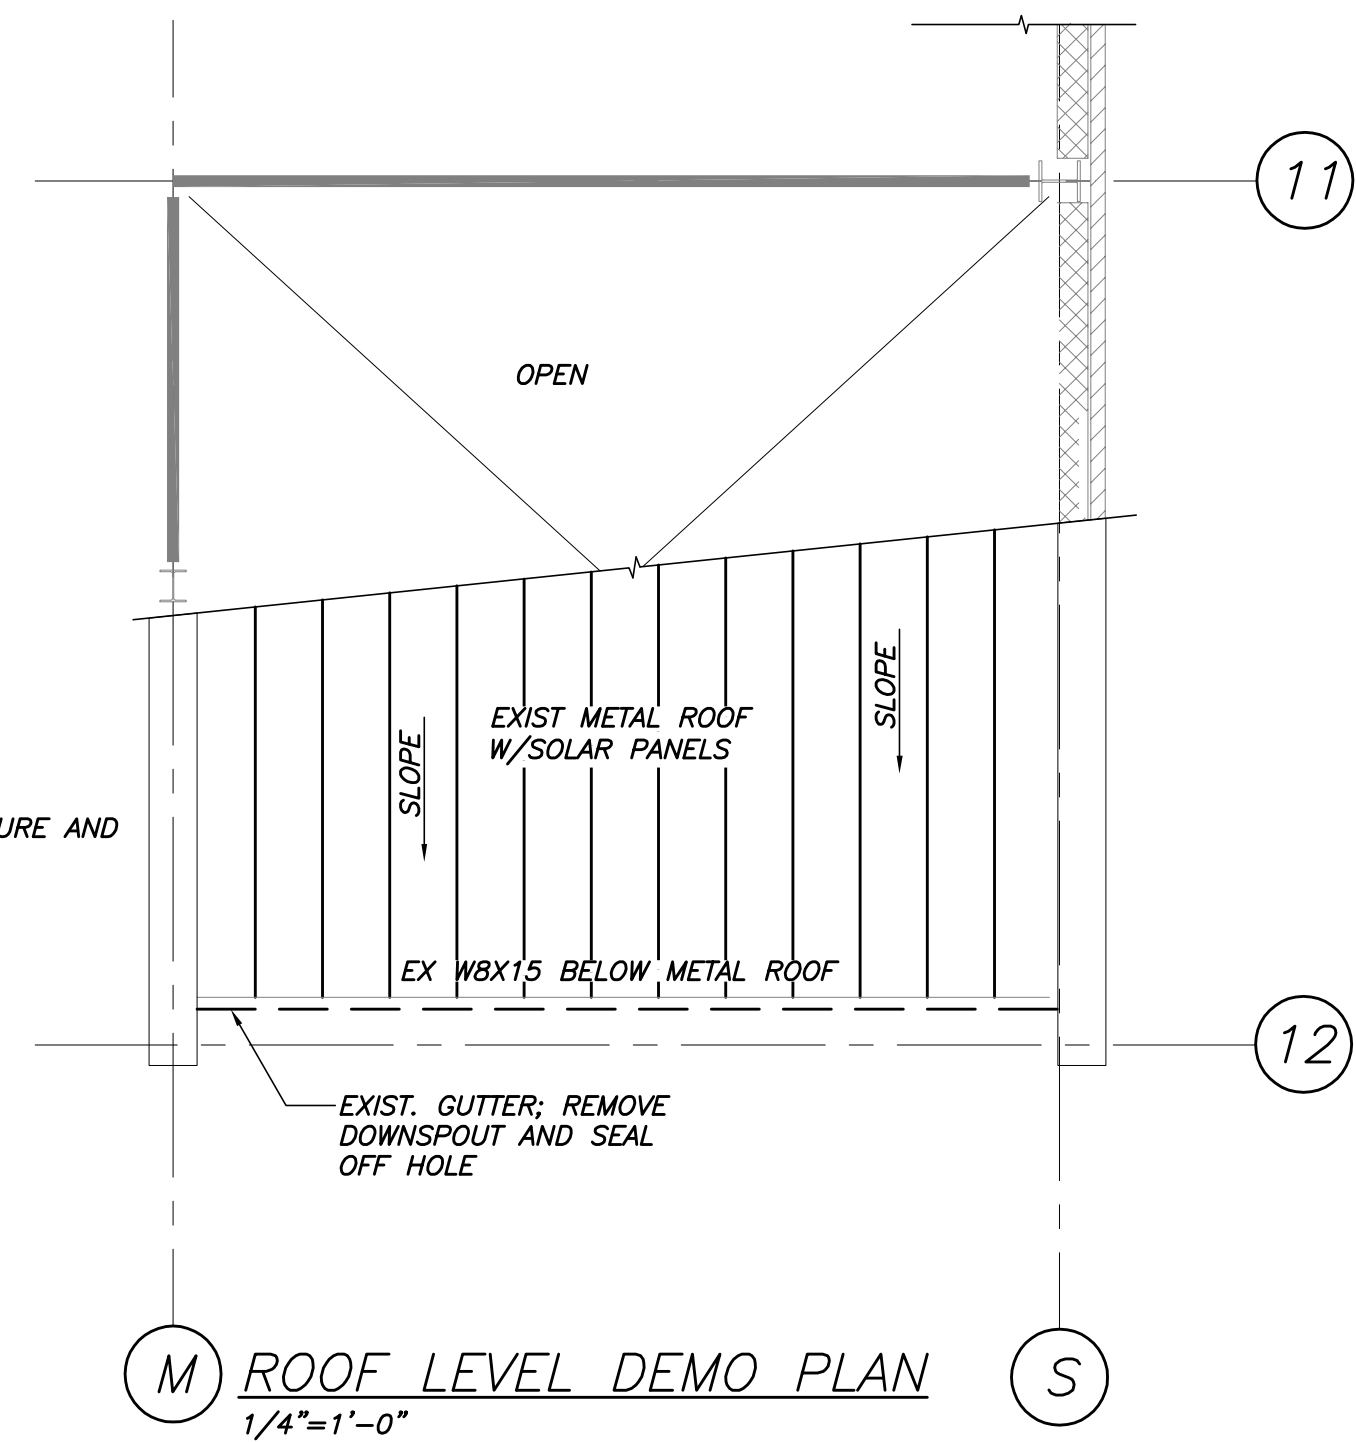 11
OPEN
SLOPE
EXIST METAL ROOF
W/SOLAR PANELS
SLOPE
URE AND
EX W8X15 BELOW METAL ROOF
12
EXIST. GUTTER; REMOVE
DOWNSPOUT AND SEAL
OFF HOLE
M
ROOF LEVEL DEMO PLAN
S
1/4"=1'-0"